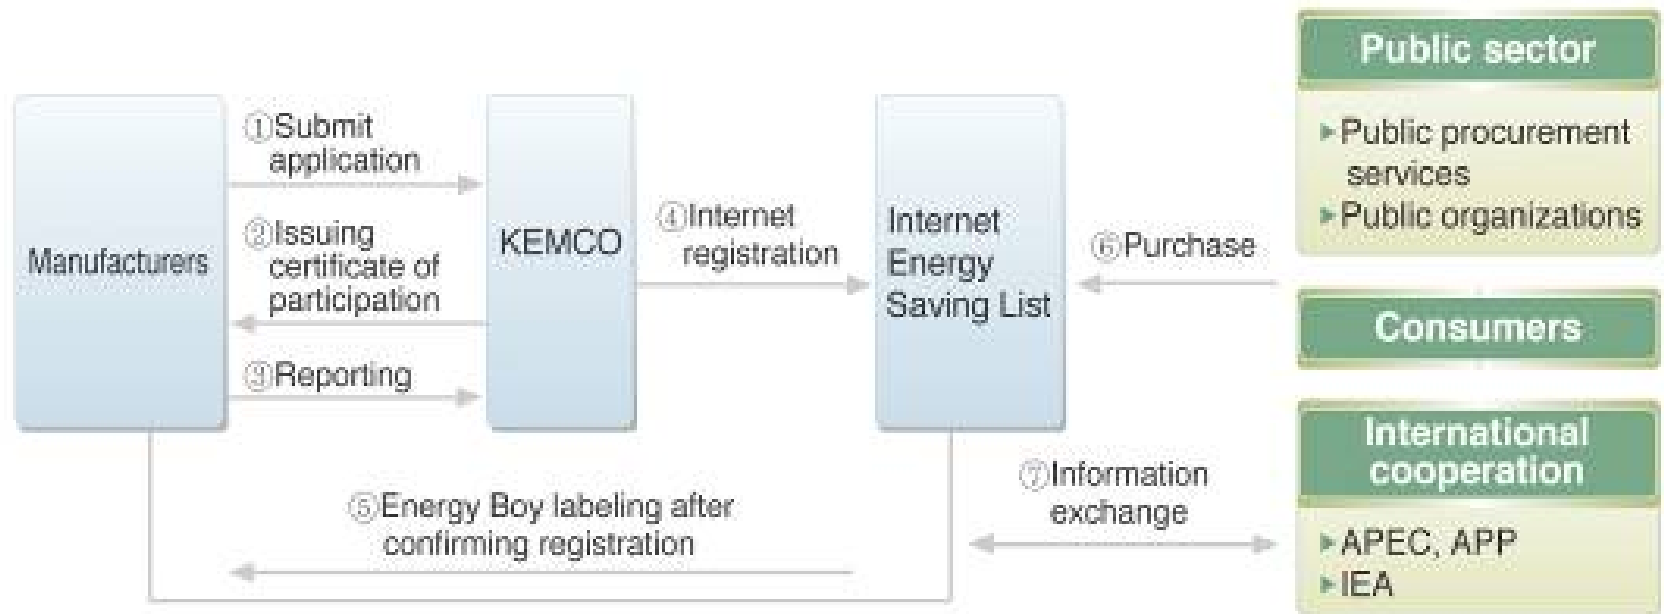 Manufacturers
①Submit
application
②Issuing
certificate of
participation
③Reporting
KEMCO
④Internet
registration
Internet
Energy
Saving List
⑤Energy Boy labeling after
confirming registration
⑥Purchase
⑦Information
exchange
Public sector
▶Public procurement
services
▶Public organizations
Consumers
International
cooperation
▶APEC, APP
▶IEA